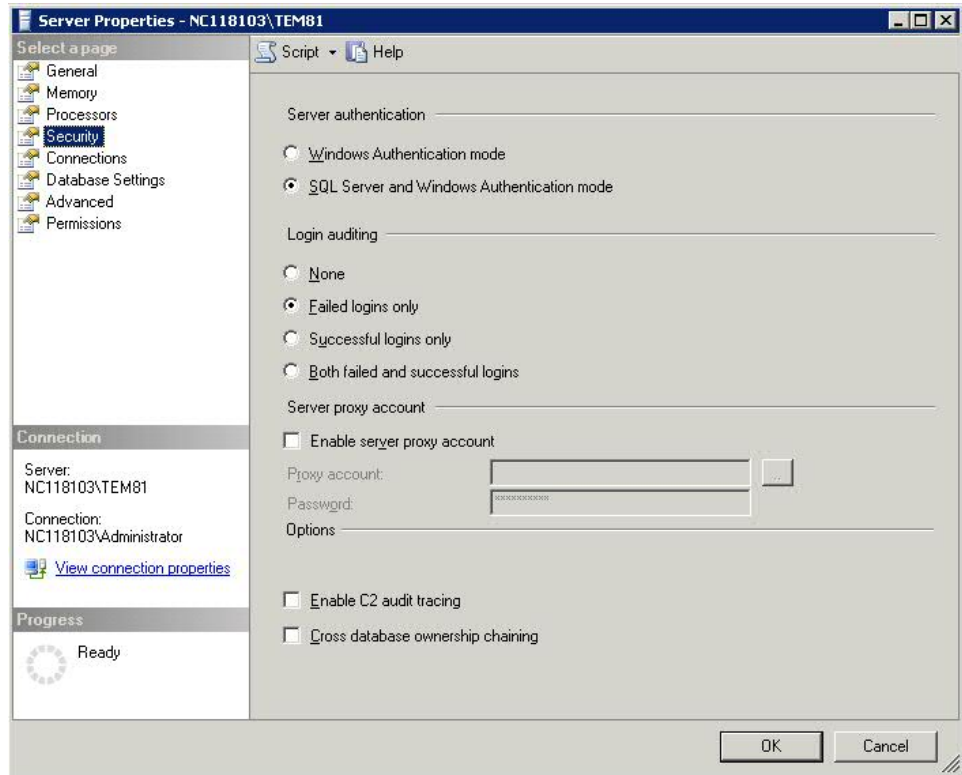 Server Properties - NC118103\TEM81
Select a page
General
Memory
Processors
Security
Connections
Database Settings
Advanced
Permissions
Connection
Server:
NC118103\TEM81
Connection:
NC118103\Administrator
View connection properties
Progress
Ready
Script Help
Server authentication
Windows Authentication mode
SQL Server and Windows Authentication mode
Login auditing
None
Failed logins only
Successful logins only
Both failed and successful logins
Server proxy account
Enable server proxy account
Proxy account: ...
Password: **********
Options
Enable C2 audit tracing
Cross database ownership chaining
OK Cancel